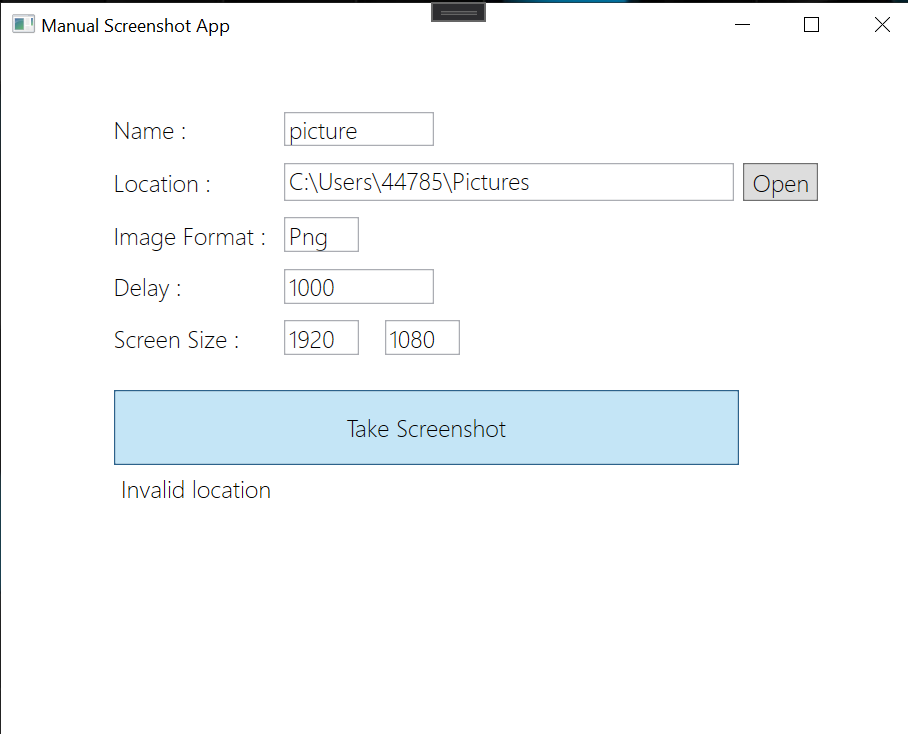 Manual Screenshot App
Name : picture
Location : C:\Users\44785\Pictures Open
Image Format : Png
Delay : 1000
Screen Size : 1920 1080
Take Screenshot
Invalid location